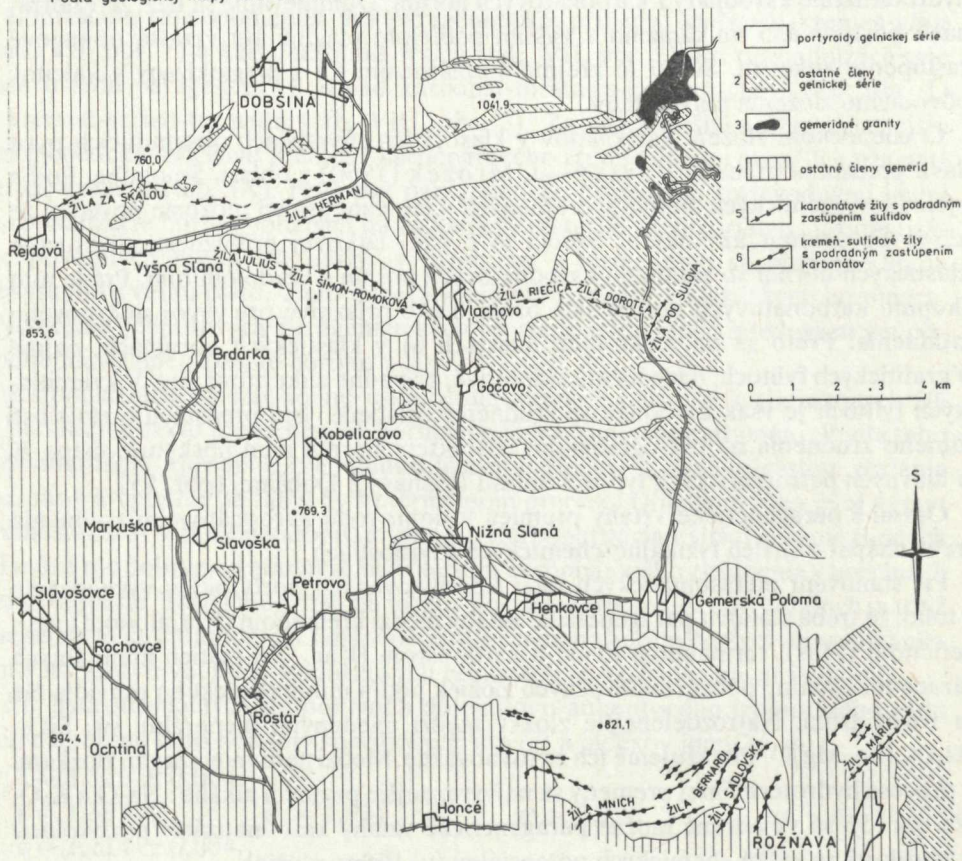 DOBŠINÁ
1041,9
760,0
ŽILA ZA SKALOU
ŽILA HERMAN
Rejdová
Vyšná Slaná
ŽILA JULIUS
ŽILA ŠIMON-ROMOKOVÁ
Vlachovo
ŽILA RIEČICA
ŽILA DOROTEA
ŽILA POD SÚĽOVÁ
853,6
Brdárka
Gočovo
Kobeliarovo
769,3
Markuška
Slavoška
Nižná Slaná
Slavošovce
Petrovo
Henkovce
Gemerská Poloma
Rochovce
Roštár
694,4
Ochtiná
821,1
Honcé
ŽILA MNICH
ŽILA BERNARDI
ŽILA SADLOVSKÁ
ŽILA MÁRIA
ROŽŇAVA
1 porfyroidy gelnickej série
2 ostatné členy
gelnickej série
3 gemeridné granity
4 ostatné členy gemeríd
5 karbonátové žily s podradným
zastúpením sulfidov
6 kremeň-sulfidové žily
s podradným zastúpením
karbonátov
0 1 2 3 4 km
S